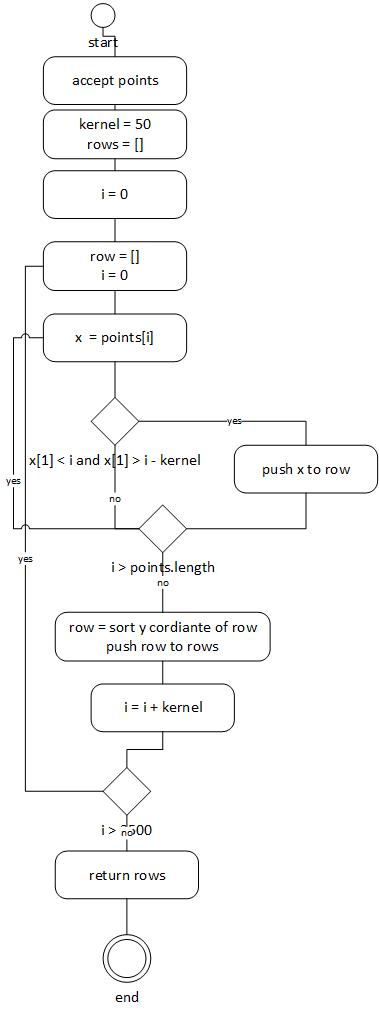 start
accept points
kernel = 50
rows = []
i = 0
row = []
i = 0
x = points[i]
yes
x[1] < i and x[1] > i - kernel
push x to row
yes
no
yes
i > points.length
no
row = sort y cordiante of row
push row to rows
i = i + kernel
i >
no
return rows
end